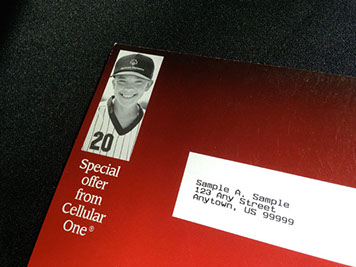 20
Special
offer
from
Cellular
One®
Sample A. Sample
123 Any Street
Anytown, US 99999